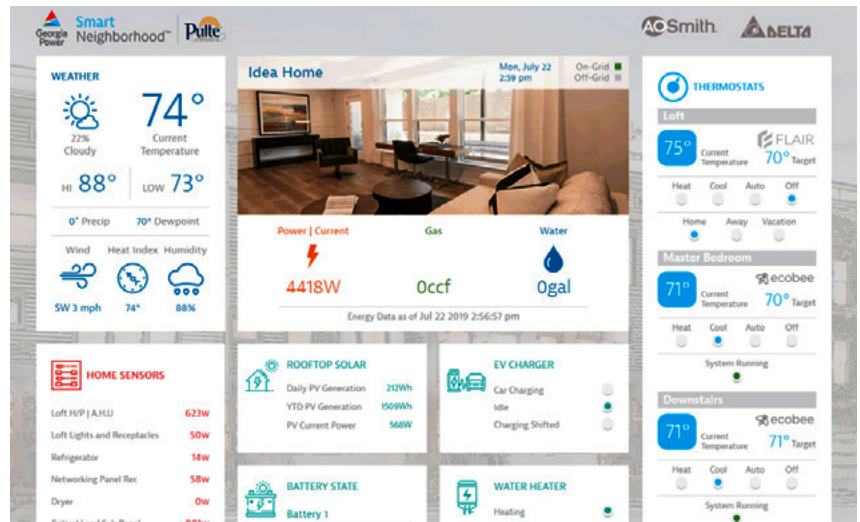 Georgia Power
Smart Neighborhood™
Pulte
AO Smith
DELTA
WEATHER
22%
Cloudy
74°
Current
Temperature
HI 88°
LOW 73°
0" Precip
70° Dewpoint
Wind
Heat Index
Humidity
SW 3 mph
74°
88%
Idea Home
Mon, July 22
2:59 pm
On-Grid
Off-Grid
Power | Current
Gas
Water
4418W
0ccf
0gal
Energy Data as of Jul 22 2019 2:56:57 pm
HOME SENSORS
Loft H/P | A.H.U 623w
Loft Lights and Receptacles 50w
Refrigerator 14w
Networking Panel Rec 58w
Dryer 0w
ROOFTOP SOLAR
Daily PV Generation 212Wh
YTD PV Generation 1509Wh
PV Current Power 568W
EV CHARGER
Car Charging
Idle
Charging Shifted
BATTERY STATE
Battery 1
WATER HEATER
Heating
THERMOSTATS
Loft
75°
Current
Temperature
FLAIR
70° Target
Heat Cool Auto Off
Home Away Vacation
Master Bedroom
71°
Current
Temperature
ecobee
70° Target
Heat Cool Auto Off
System Running
Downstairs
71°
Current
Temperature
ecobee
71° Target
Heat Cool Auto Off
System Running